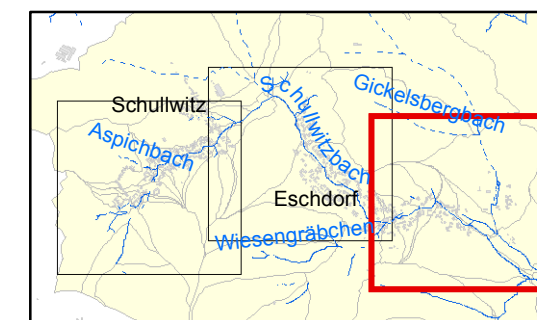 Schullwitz
Aspichbach
Schullwitzbach
Gickelsbergbach
Eschdorf
Wiesengräbchen